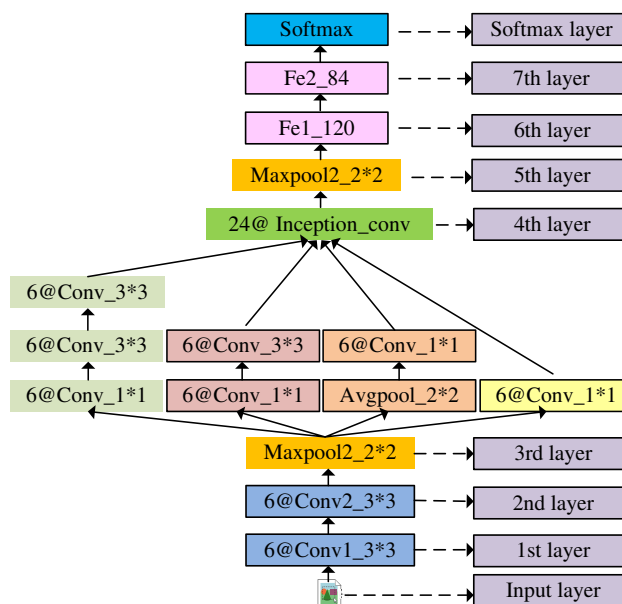 Softmax Softmax layer
Fe2_84 7th layer
Fe1_120 6th layer
Maxpool2_2*2 5th layer
24@ Inception_conv 4th layer
6@Conv_3*3
6@Conv_3*3 6@Conv_3*3 6@Conv_1*1
6@Conv_1*1 6@Conv_1*1 Avgpool_2*2 6@Conv_1*1
Maxpool2_2*2 3rd layer
6@Conv2_3*3 2nd layer
6@Conv1_3*3 1st layer
Input layer